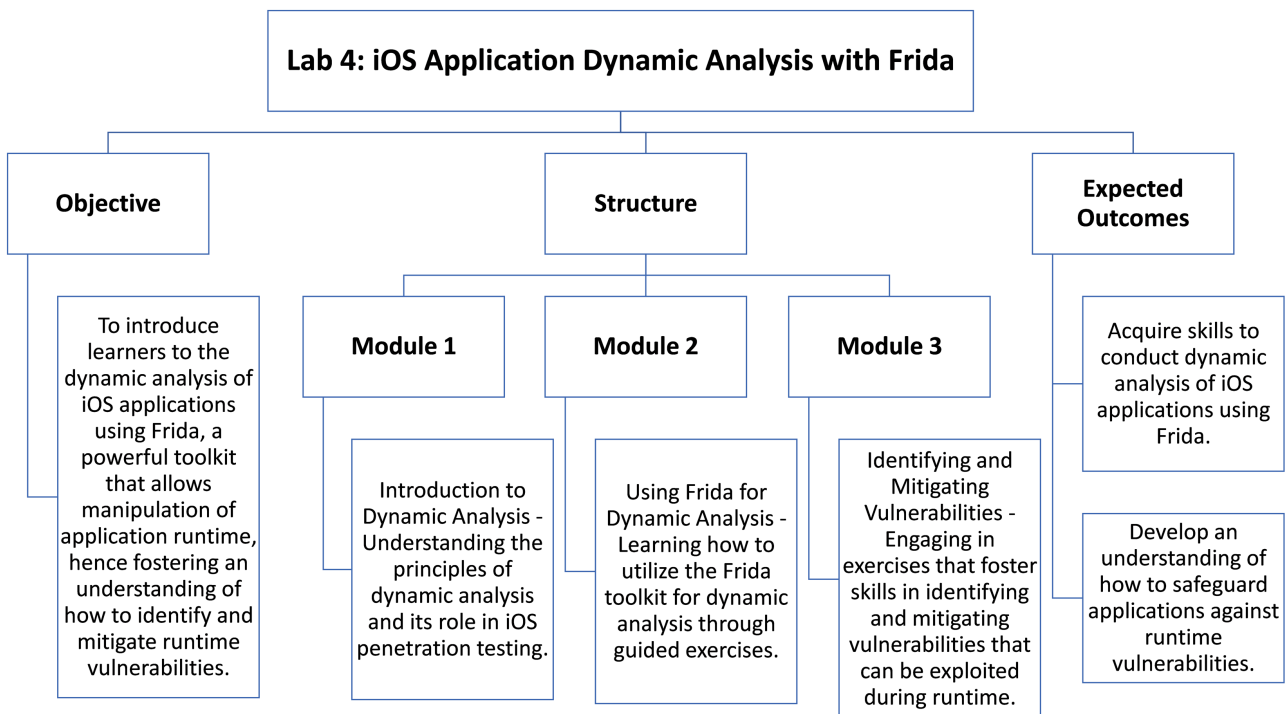 Lab 4: iOS Application Dynamic Analysis with Frida
Objective
To introduce
learners to the
dynamic analysis of
iOS applications
using Frida, a
powerful toolkit
that allows
manipulation of
application runtime,
hence fostering an
understanding of
how to identify and
mitigate runtime
vulnerabilities.
Structure
Module 1
Introduction to
Dynamic Analysis -
Understanding the
principles of
dynamic analysis
and its role in iOS
penetration testing.
Module 2
Using Frida for
Dynamic Analysis -
Learning how to
utilize the Frida
toolkit for dynamic
analysis through
guided exercises.
Module 3
Identifying and
Mitigating
Vulnerabilities -
Engaging in
exercises that foster
skills in identifying
and mitigating
vulnerabilities that
can be exploited
during runtime.
Expected
Outcomes
Acquire skills to
conduct dynamic
analysis of iOS
applications using
Frida.
Develop an
understanding of
how to safeguard
applications against
runtime
vulnerabilities.